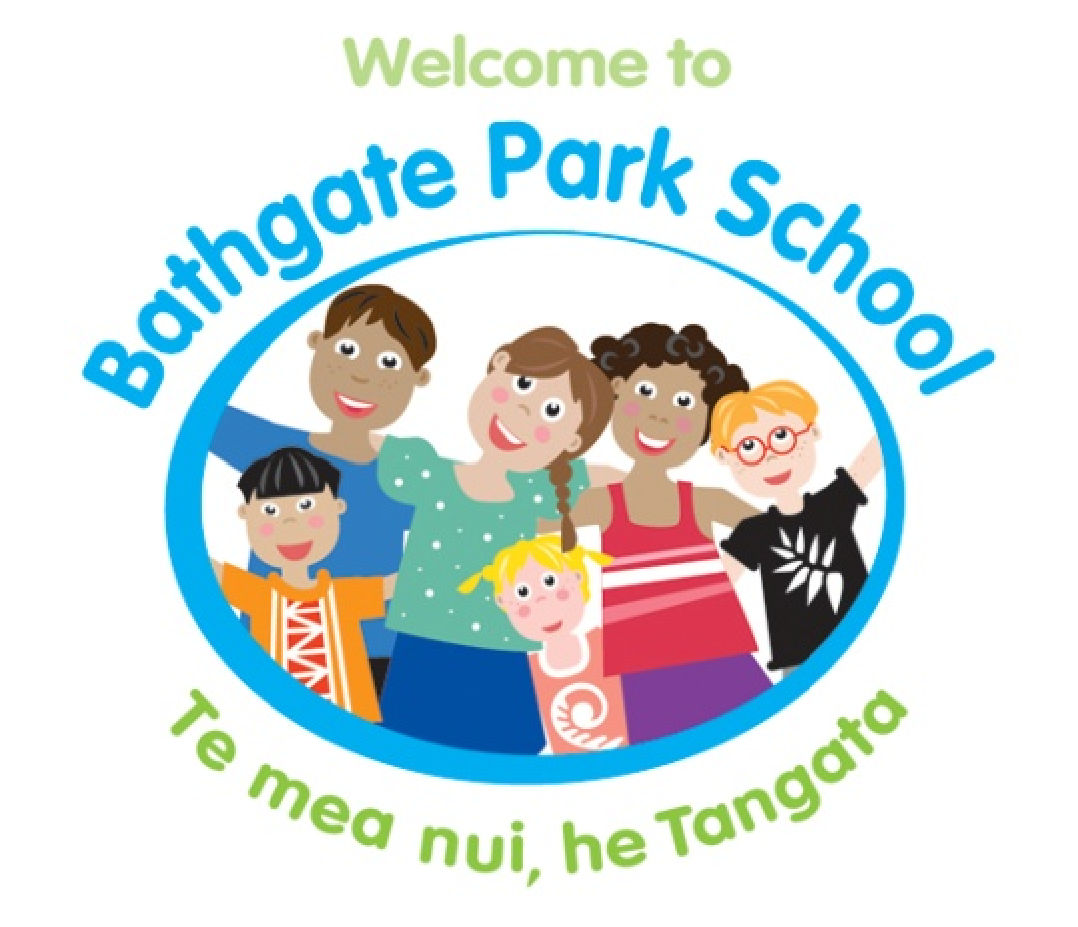 Welcome to
Bathgate Park School
Te mea nui, he Tangata